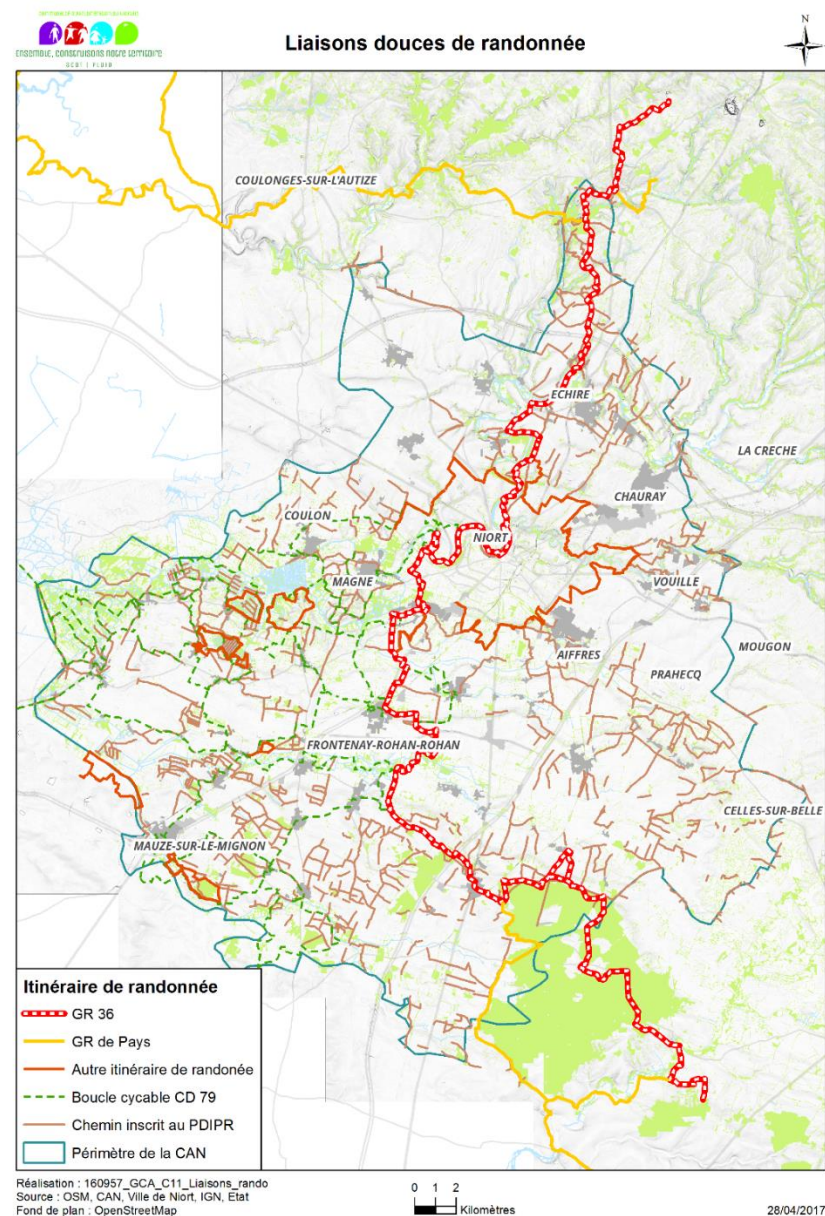 ENSEMBLE, CONSTRUISONS NOTRE TERRITOIRE
SCOT | PLUID
Liaisons douces de randonnée
N
COULONGES-SUR-L'AUTIZE
ECHIRE
LA CRECHE
CHAURAY
COULON
NIORT
MAGNE
VOUILLE
MOUGON
AIFFRES
PRAHECQ
FRONTENAY-ROHAN-ROHAN
CELLES-SUR-BELLE
MAUZE-SUR-LE-MIGNON
Itinéraire de randonnée
GR 36
GR de Pays
Autre itinéraire de randonée
Boucle cycable CD 79
Chemin inscrit au PDIPR
Périmètre de la CAN
Réalisation : 160957_GCA_C11_Liaisons_rando
Source : OSM, CAN, Ville de Niort, IGN, Etat
Fond de plan : OpenStreetMap
0 1 2
Kilomètres
28/04/2017